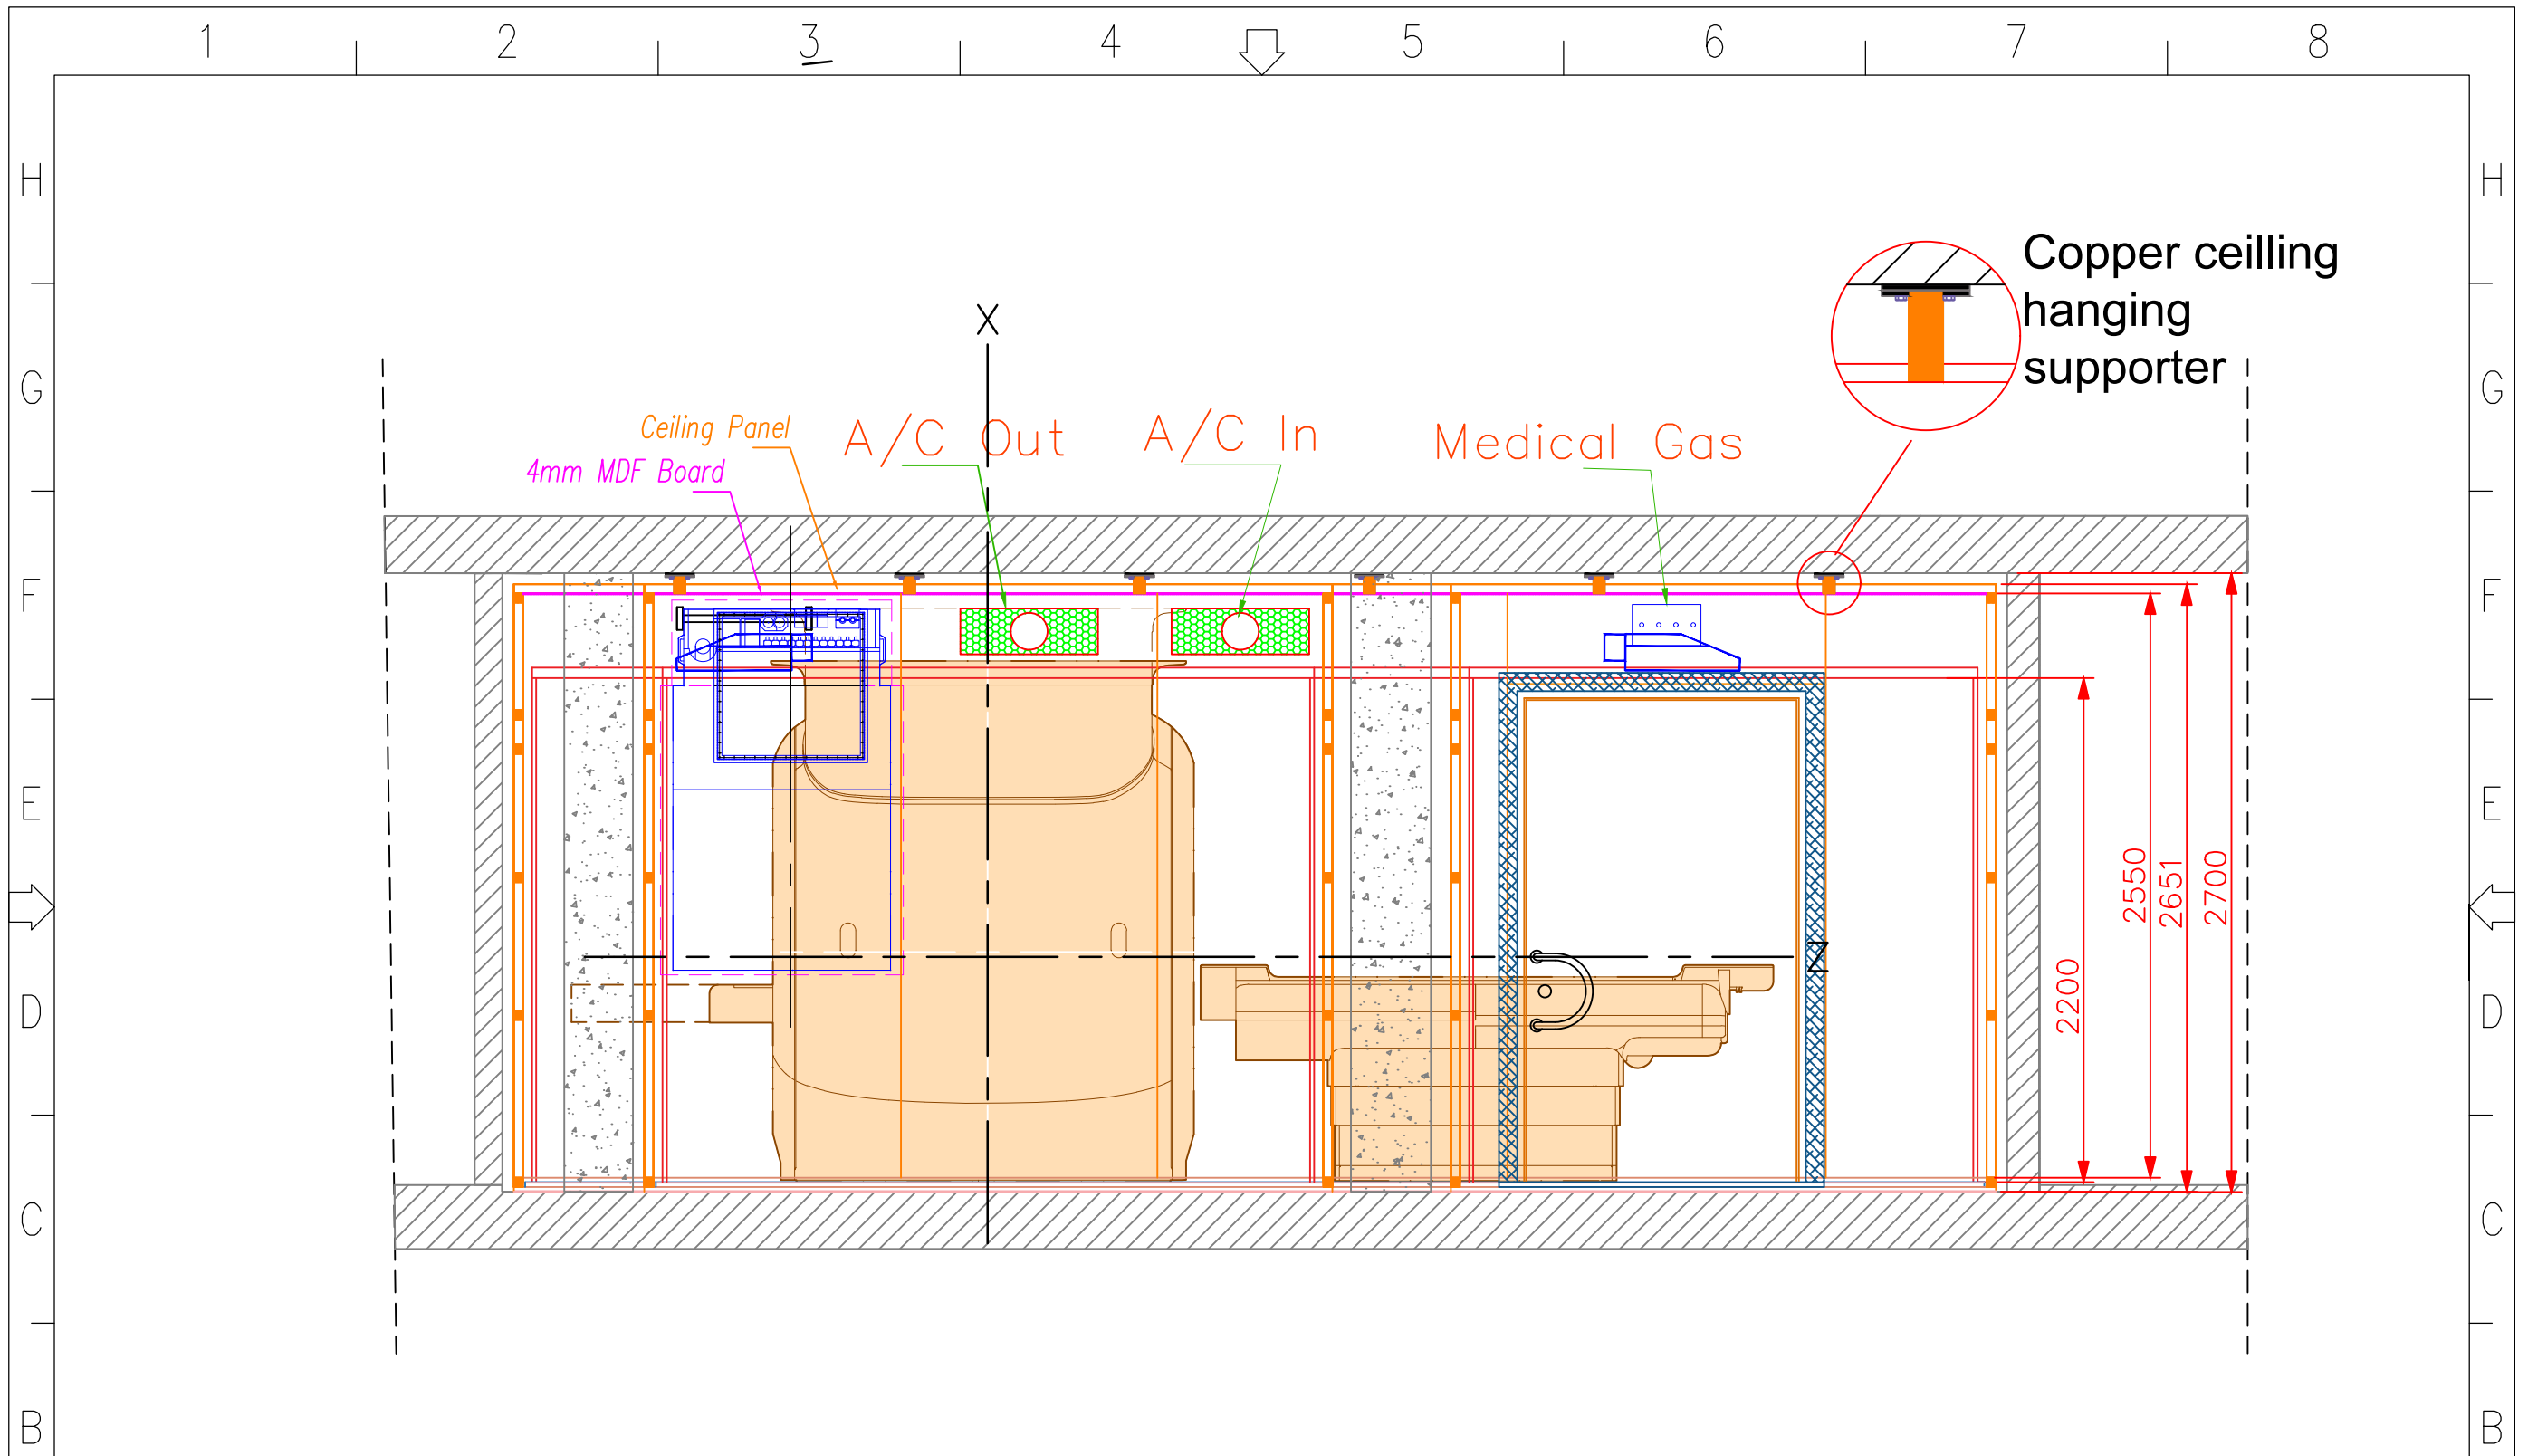 1 2 3 4 5 6 7 8
H H
Copper ceilling
hanging
supporter
X
G G
Ceiling Panel A/C Out A/C In Medical Gas
4mm MDF Board
F F
E E
2550
2651
2700
Z
2200
D D
C C
B B